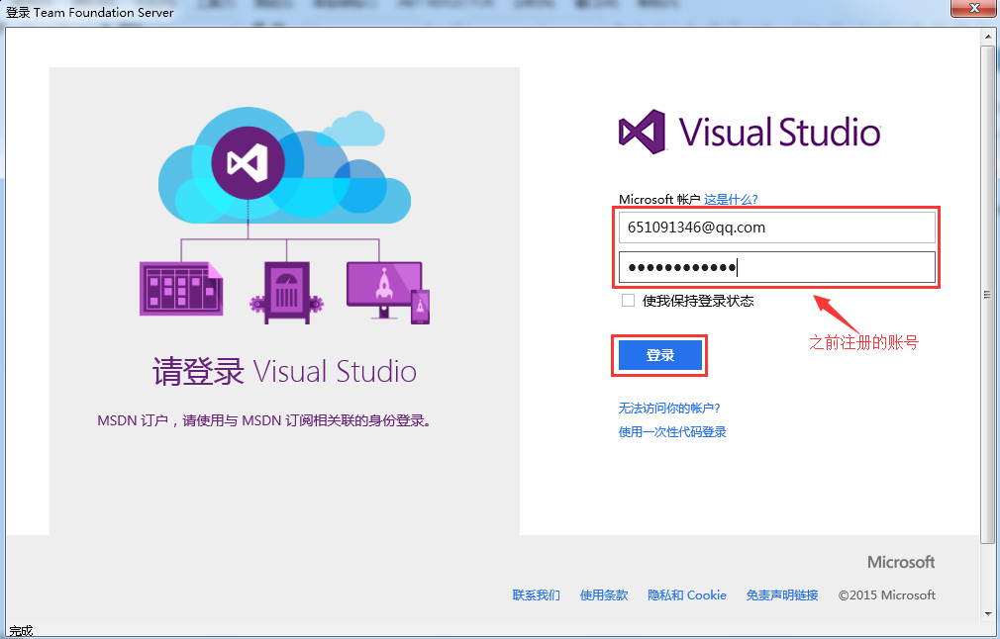 登录 Team Foundation Server
Visual Studio
Microsoft 帐户 这是什么?
651091346@qq.com
●●●●●●●●●●●●
使我保持登录状态
之前注册的账号
登录
无法访问你的帐户?
使用一次性代码登录
请登录 Visual Studio
MSDN 订户，请使用与 MSDN 订阅相关联的身份登录。
Microsoft
联系我们 使用条款 隐私和 Cookie 免责声明链接 ©2015 Microsoft
完成